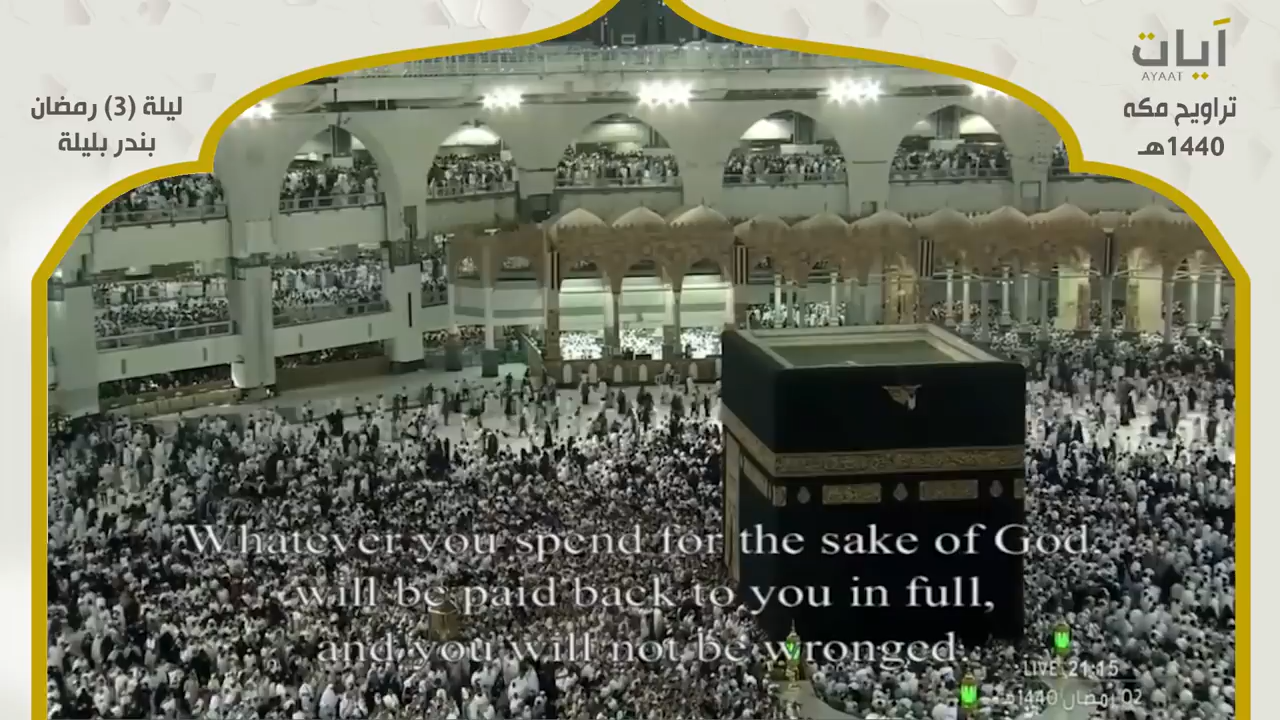 آيات
AYAAT
تراويح مكه
1440هـ
ليلة (3) رمضان
بندر بليلة
Whatever you spend for the sake of God
will be paid back to you in full,
and you will not be wronged.
LIVE 21:15
02 رمضان 1440هـ